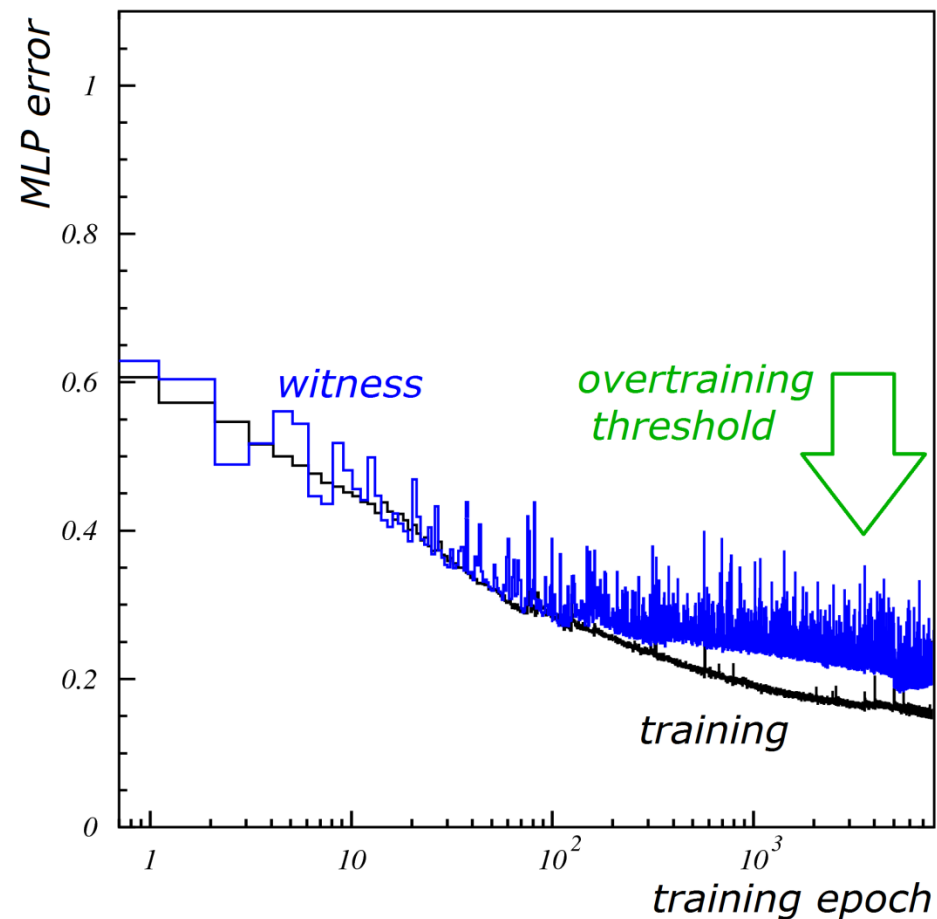 MLP error
1
0.8
0.6
0.4
0.2
0
witness
overtraining
threshold
training
1
10
10²
10³
training epoch